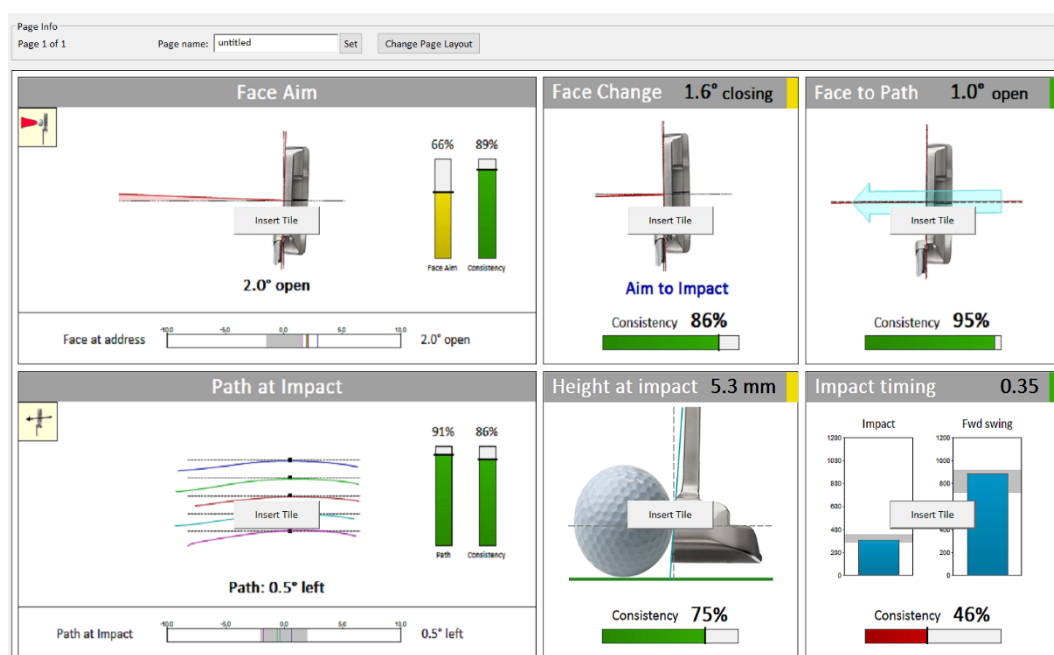 Page Info
Page 1 of 1 Page name: untitled Set Change Page Layout
Face Aim
66% 89%
Insert Tile
Face Aim Consistency
2.0° open
Face at address -10,0 -5,0 0,0 5,0 10,0 2.0° open
Face Change 1.6° closing
Insert Tile
Aim to Impact
Consistency 86%
Face to Path 1.0° open
Insert Tile
Consistency 95%
Path at Impact
91% 86%
Insert Tile
Path Consistency
Path: 0.5° left
Path at Impact -10,0 -5,0 0,0 5,0 10,0 0.5° left
Height at impact 5.3 mm
Insert Tile
Consistency 75%
Impact timing 0.35
Impact Fwd swing
1200 1200
1000 1000
800 800
600 600
Insert Tile
400
200 200
0 0
Consistency 46%